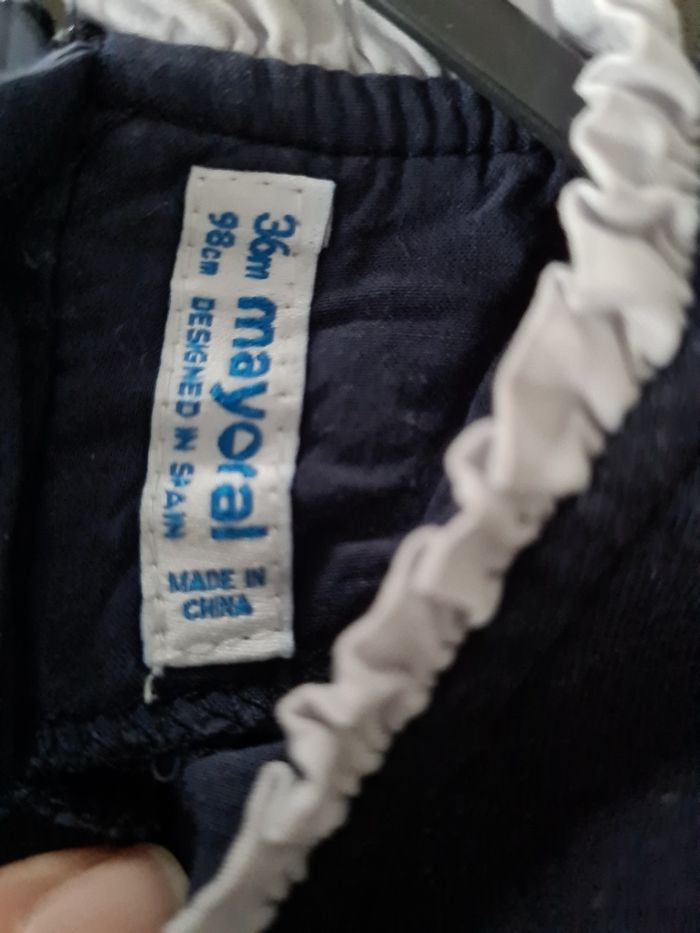 36m mayoral
98cm DESIGNED IN SPAIN
MADE IN
CHINA